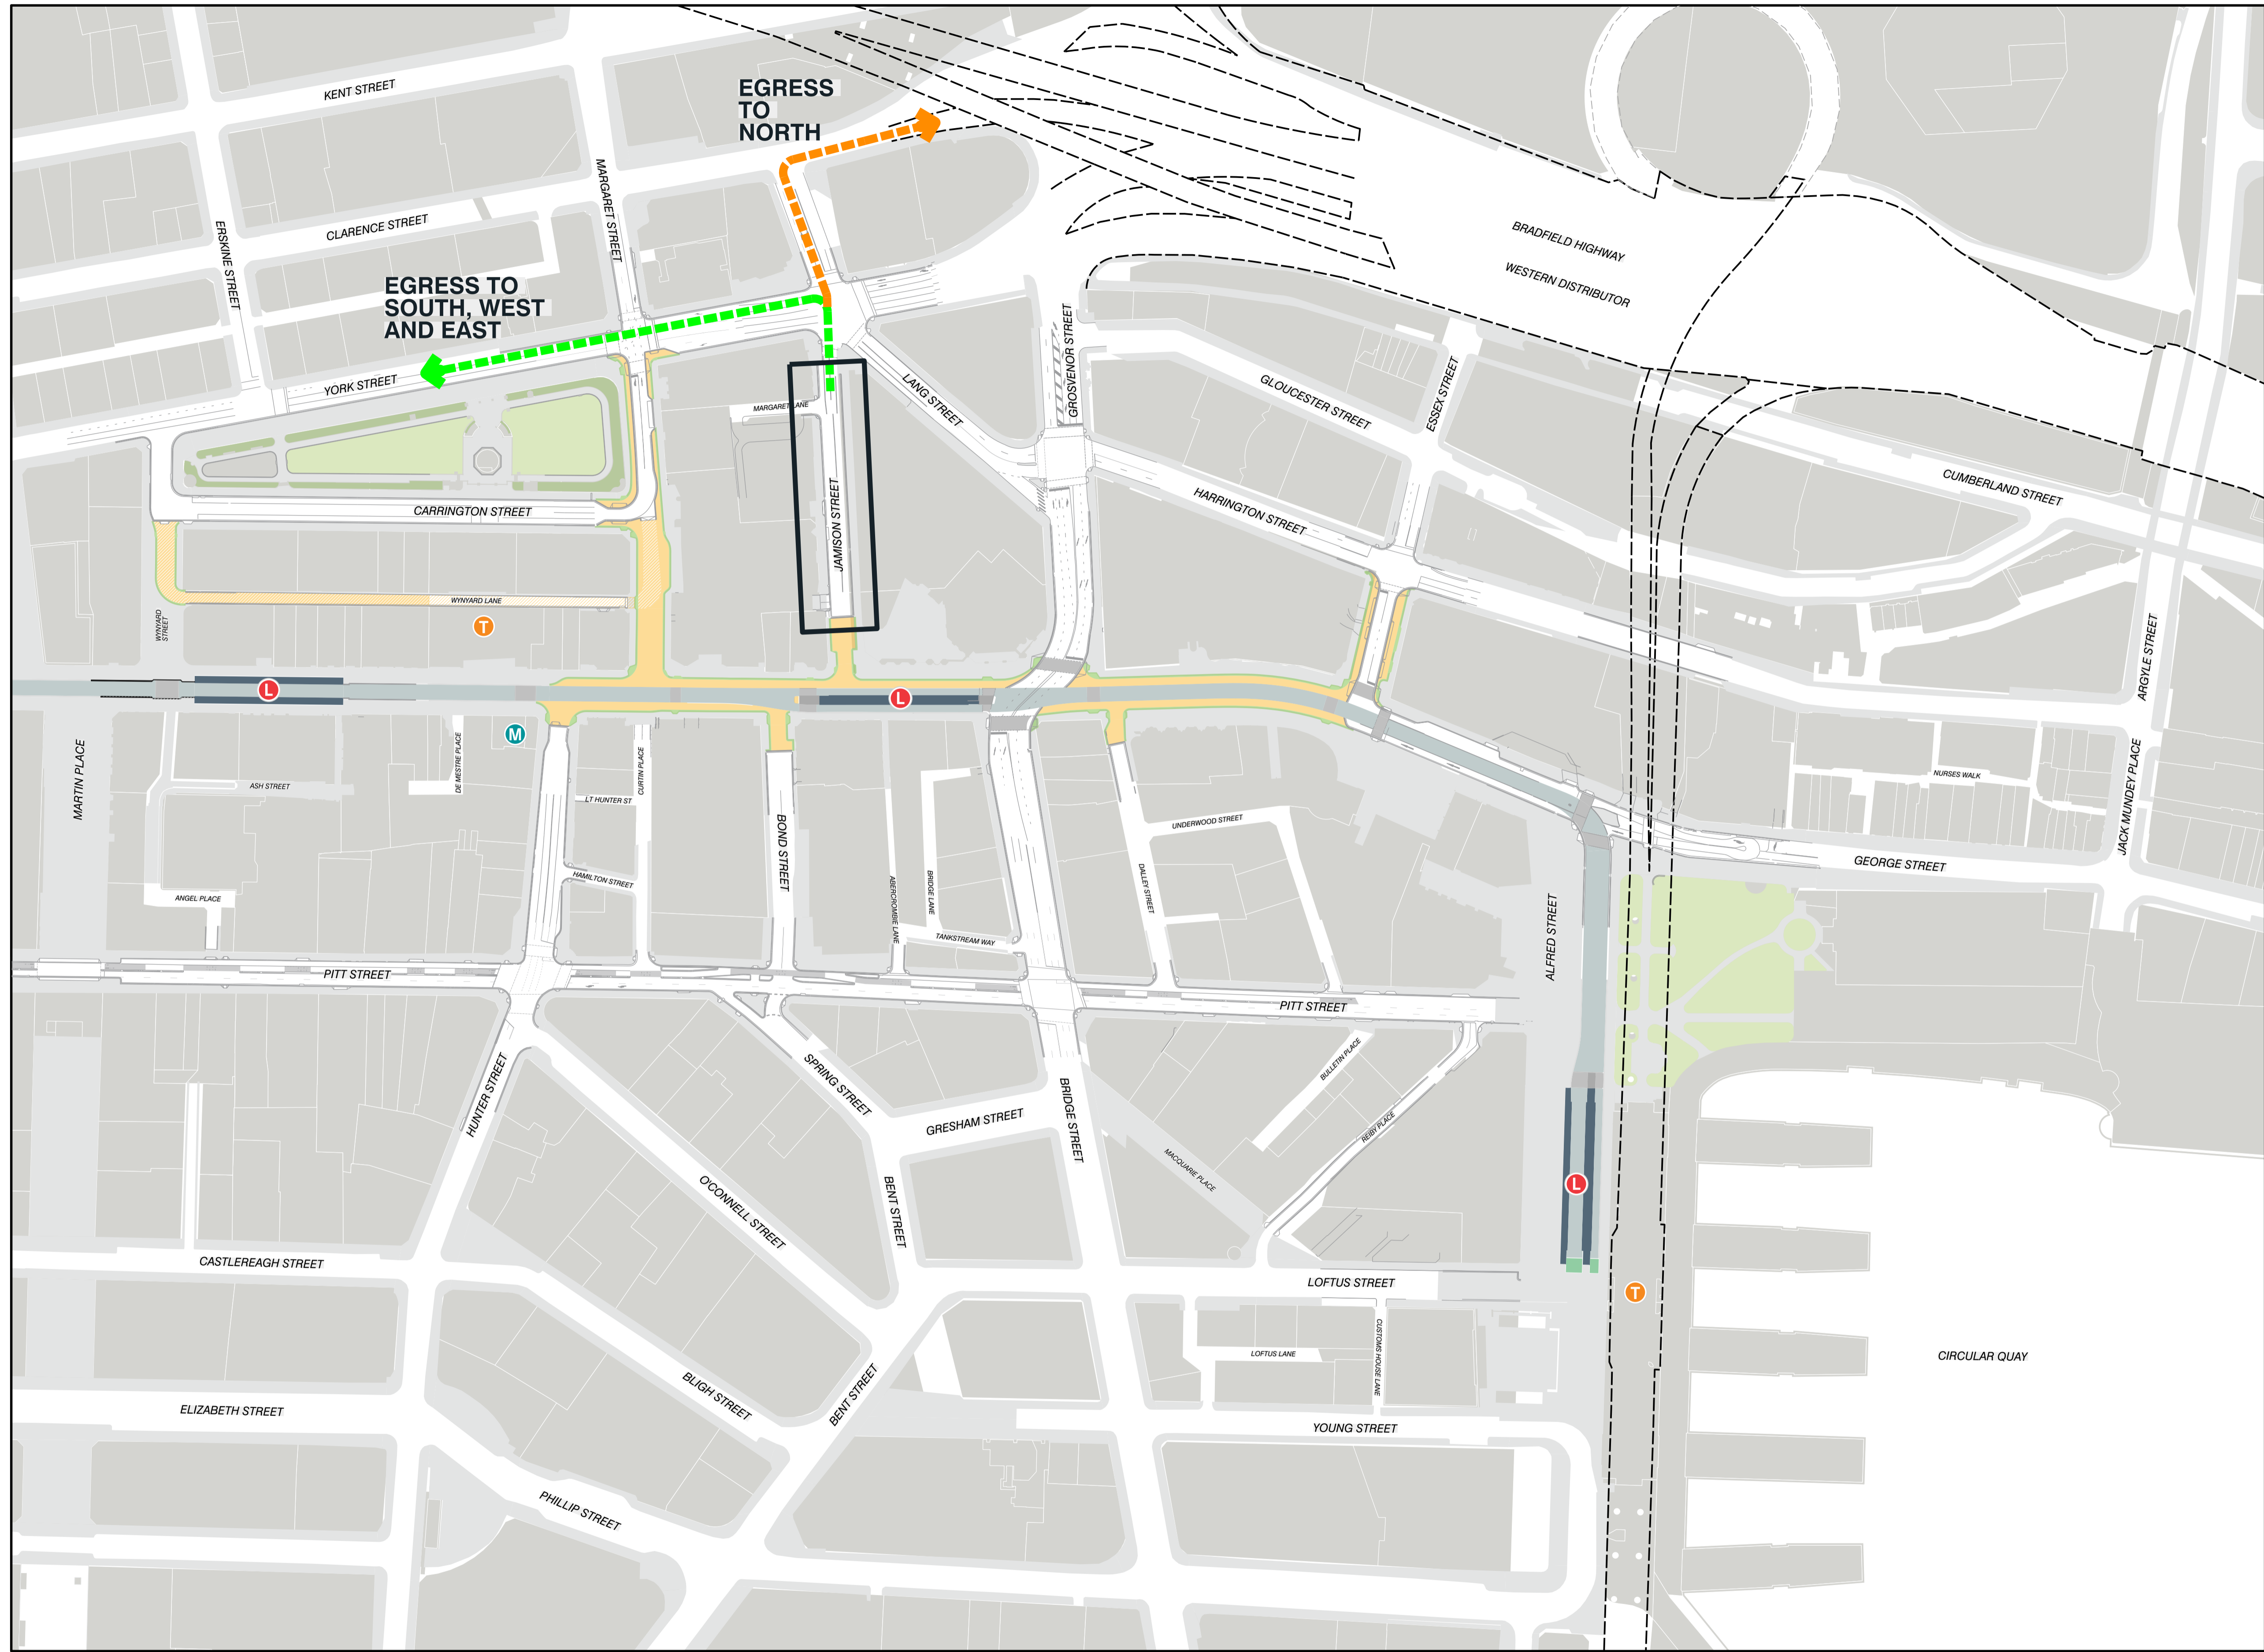 EGRESS
TO
NORTH
KENT STREET
MARGARET STREET
CLARENCE STREET
ERSKINE STREET
EGRESS TO
SOUTH, WEST
AND EAST
YORK STREET
BRADFIELD HIGHWAY
WESTERN DISTRIBUTOR
GROSVENOR STREET
LANG STREET
GLOUCESTER STREET
ESSEX STREET
MARGARET LANE
CUMBERLAND STREET
CARRINGTON STREET
JAMISON STREET
HARRINGTON STREET
WYNYARD LANE
WYNYARD
STREET
T
ARGYLE STREET
L
L
M
MARTIN PLACE
DE MESTRE PLACE
CURTIN PLACE
ASH STREET
LT HUNTER ST
NURSES WALK
JACK MUNDEY PLACE
UNDERWOOD STREET
BOND STREET
GEORGE STREET
HAMILTON STREET
ABERCROMBIE LANE
BRIDGE LANE
DALLEY STREET
ANGEL PLACE
ALFRED STREET
TANKSTREAM WAY
PITT STREET
PITT STREET
HUNTER STREET
SPRING STREET
BULLETIN PLACE
BRIDGE STREET
GRESHAM STREET
REIBY PLACE
MACQUARIE PLACE
O'CONNELL STREET
BENT STREET
L
CASTLEREAGH STREET
LOFTUS STREET
T
LOFTUS LANE
CUSTOMS HOUSE LANE
CIRCULAR QUAY
BLIGH STREET
BENT STREET
ELIZABETH STREET
YOUNG STREET
PHILLIP STREET